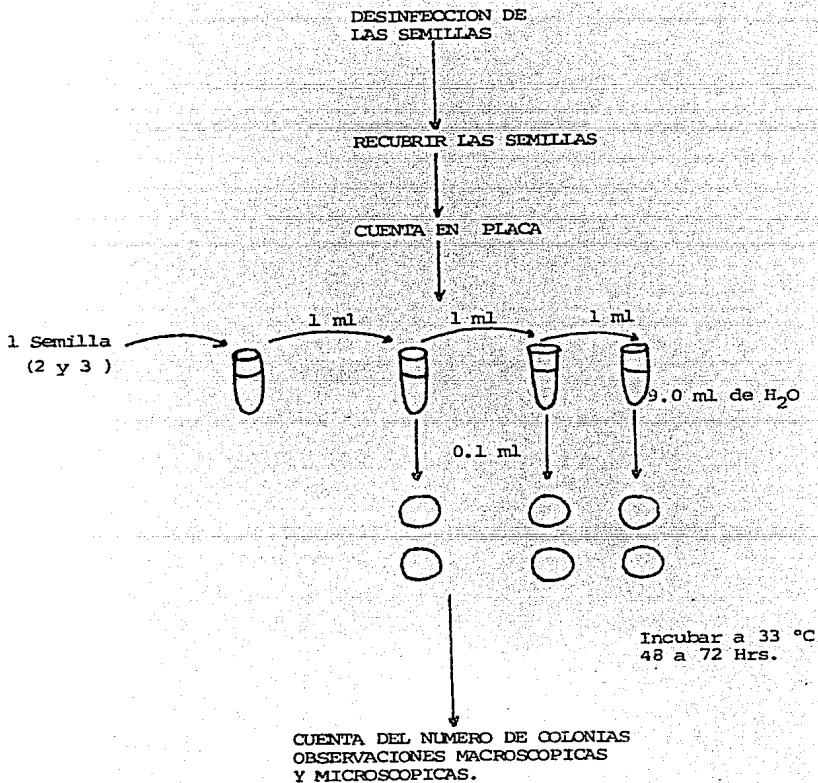 DESINFECCION DE
LAS SEMILLAS
RECUBRIR LAS SEMILLAS
CUENTA EN PLACA
1 ml
1 ml
1 ml
1 Semilla
(2 y 3 )
9.0 ml de H2O
0.1 ml
Incubar a 33 °C
48 a 72 Hrs.
CUENTA DEL NUMERO DE COLONIAS
OBSERVACIONES MACROSCOPICAS
Y MICROSCOPICAS.